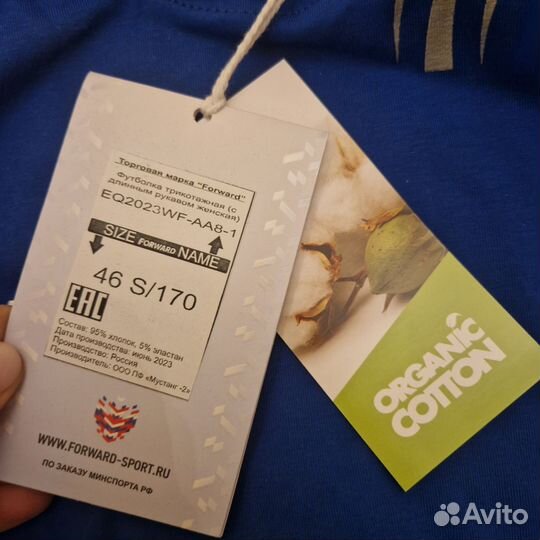 Торговая марка "Forward"
Футболка трикотажная (с
длинным рукавом женская)
EQ2023WF-AA8-1
SIZE FORWARD NAME
46 S/170
EAC
Состав: 95% хлопок, 5% эластан
Дата производства: июнь 2023
Производство: Россия
Производитель: ООО ПФ «Мустанг -2»
WWW.FORWARD-SPORT.RU
ПО ЗАКАЗУ МИНСПОРТА РФ
ORGANIC
COTTON
Avito